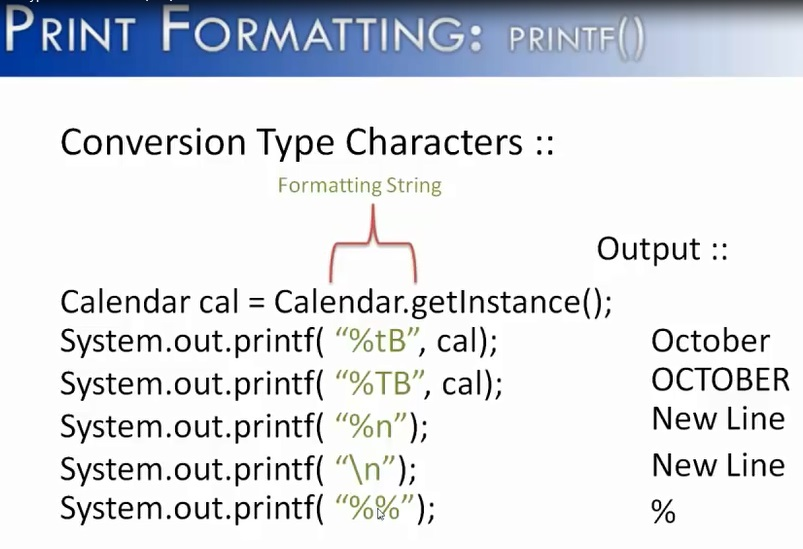 PRINT FORMATTING: PRINTF()
Conversion Type Characters ::
Formatting String
Output ::
Calendar cal = Calendar.getInstance();
System.out.printf( “%tB”, cal); October
System.out.printf( “%TB”, cal); OCTOBER
System.out.printf( “%n”); New Line
System.out.printf( “\n”); New Line
System.out.printf( “%%”); %